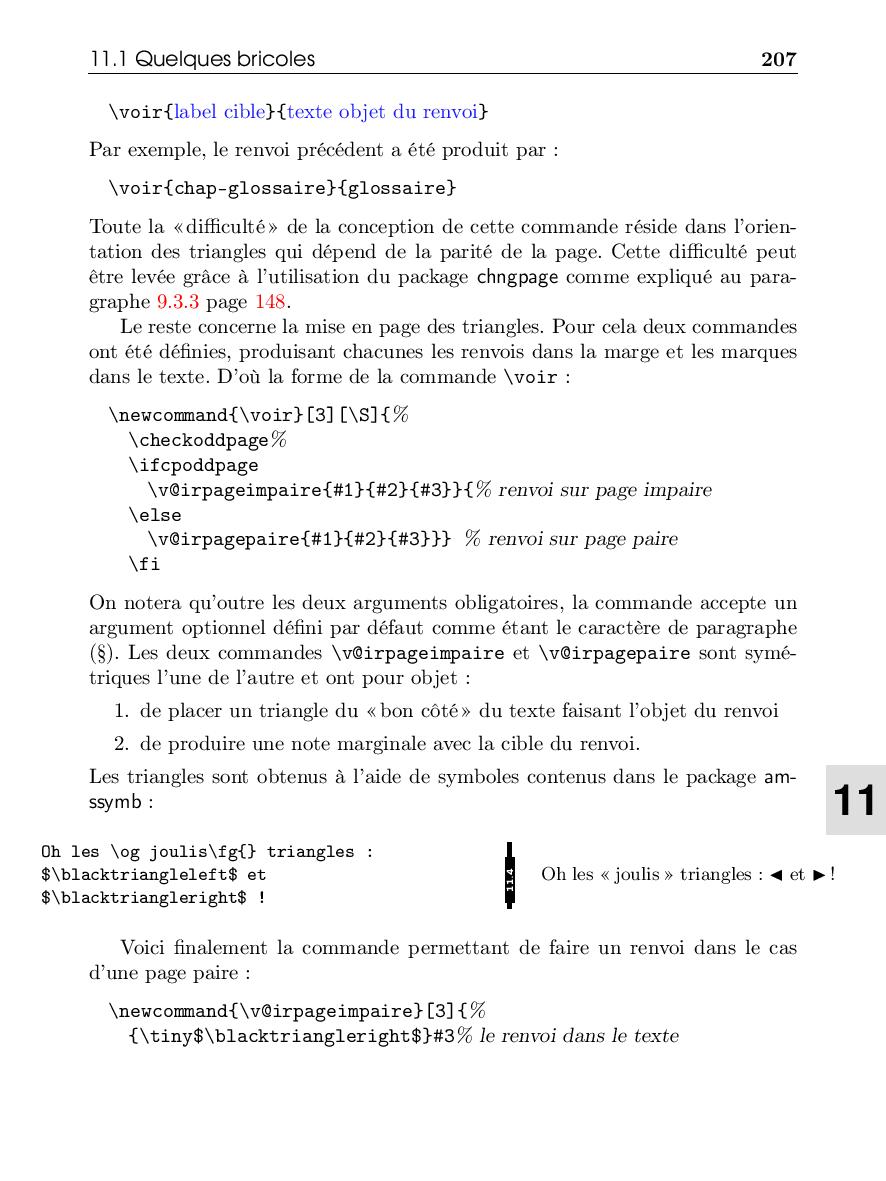 11.1 Quelques bricoles 207
\voir{label cible}{texte objet du renvoi}
Par exemple, le renvoi précédent a été produit par :
\voir{chap-glossaire}{glossaire}
Toute la « difficulté » de la conception de cette commande réside dans l'orien-
tation des triangles qui dépend de la parité de la page. Cette difficulté peut
être levée grâce à l'utilisation du package chngpage comme expliqué au para-
graphe 9.3.3 page 148.
Le reste concerne la mise en page des triangles. Pour cela deux commandes
ont été définies, produisant chacunes les renvois dans la marge et les marques
dans le texte. D'où la forme de la commande \voir :
\newcommand{\voir}[3][\S]{%
\checkoddpage%
\ifcpoddpage
\v@irpageimpaire{#1}{#2}{#3}}{% renvoi sur page impaire
\else
\v@irpagepaire{#1}{#2}{#3}}} % renvoi sur page paire
\fi
On notera qu'outre les deux arguments obligatoires, la commande accepte un
argument optionnel défini par défaut comme étant le caractère de paragraphe
(§). Les deux commandes \v@irpageimpaire et \v@irpagepaire sont symé-
triques l'une de l'autre et ont pour objet :
1. de placer un triangle du « bon côté » du texte faisant l'objet du renvoi
2. de produire une note marginale avec la cible du renvoi.
Les triangles sont obtenus à l'aide de symboles contenus dans le package am-
ssymb :
11
Oh les \og joulis\fg{} triangles :
$\blacktriangleleft$ et
$\blacktriangleright$ !
11.4
Oh les « joulis » triangles : ◀ et ▶ !
Voici finalement la commande permettant de faire un renvoi dans le cas
d'une page paire :
\newcommand{\v@irpageimpaire}[3]{%
{\tiny$\blacktriangleright$}#3% le renvoi dans le texte